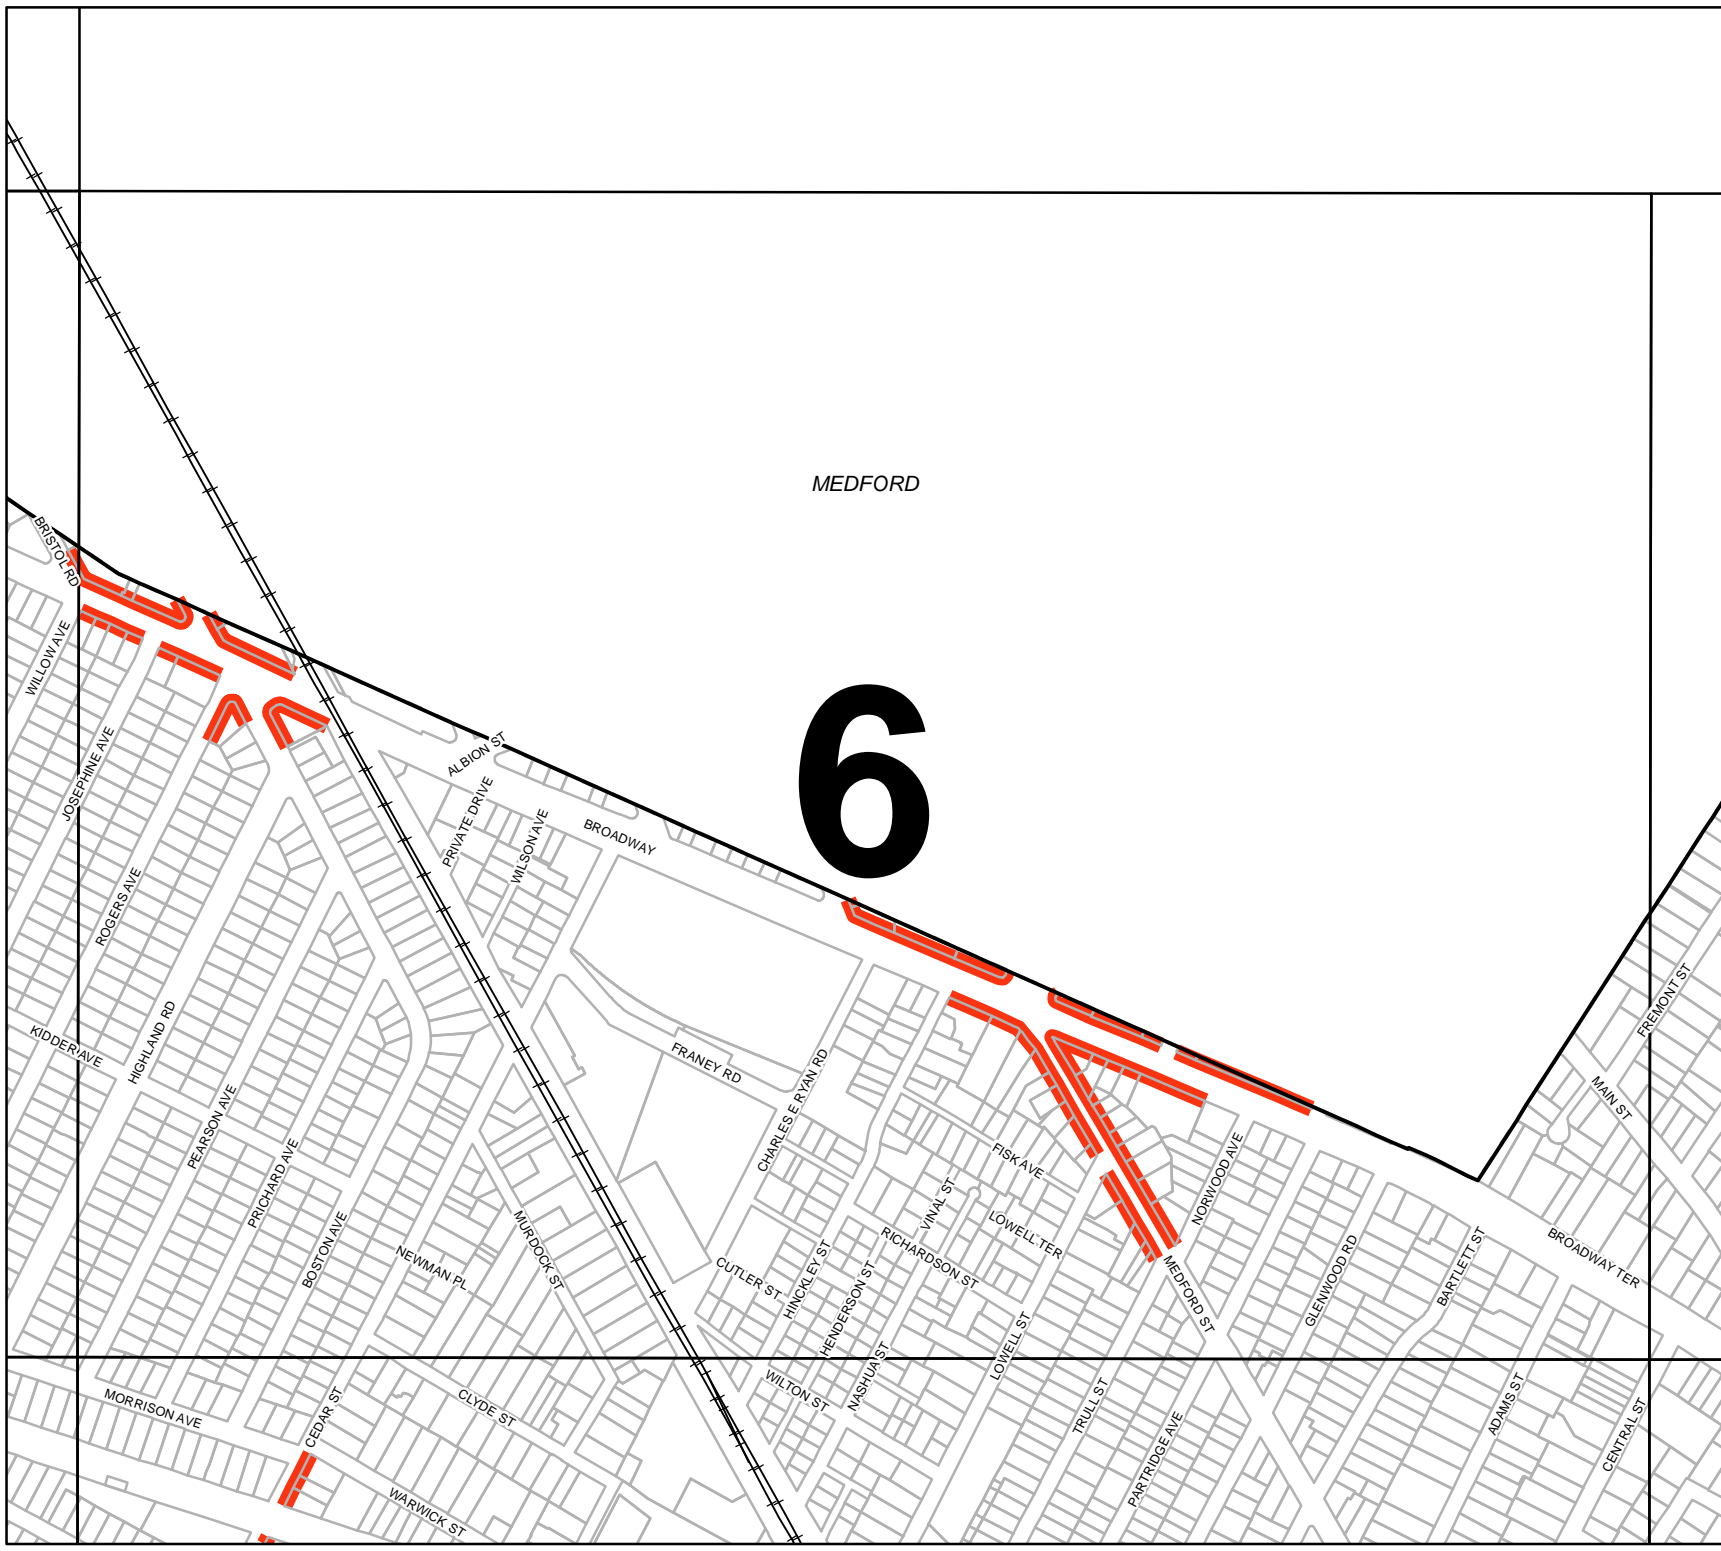 MEDFORD
BRISTOL RD
WILLOW AVE
6
ALBION ST
JOSEPHINE AVE
PRIVATE DRIVE
WILSON AVE
BROADWAY
ROGERS AVE
FREMONT ST
HIGHLAND RD
KIDDER AVE
FRANEY RD
CHARLES E RYAN RD
MAIN ST
PEARSON AVE
PRICHARD AVE
FISK AVE
NORWOOD AVE
VINAL ST
BOSTON AVE
NEWMAN PL
MURDOCK ST
LOWELL TER
RICHARDSON ST
CUTLER ST
HINCKLEY ST
HENDERSON ST
MEDFORD ST
GLENWOOD RD
BARTLETT ST
BROADWAY TER
NASHUA ST
LOWELL ST
WILTON ST
MORRISON AVE
CEDAR ST
CLYDE ST
TRULL ST
ADAMS ST
PARTRIDGE AVE
CENTRAL ST
WARWICK ST